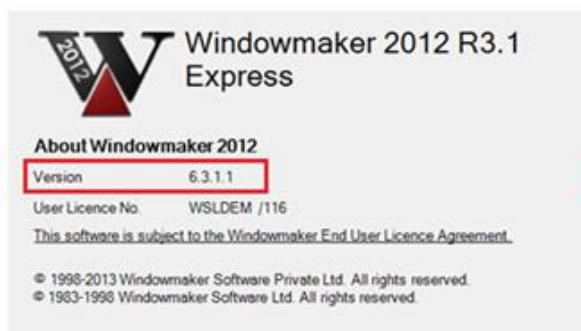 2012
Windowmaker 2012 R3.1
Express
About Windowmaker 2012
Version 6.3.1.1
User Licence No. WSLDEM /116
This software is subject to the Windowmaker End User Licence Agreement.
© 1998-2013 Windowmaker Software Private Ltd. All rights reserved.
© 1983-1998 Windowmaker Software Ltd. All rights reserved.